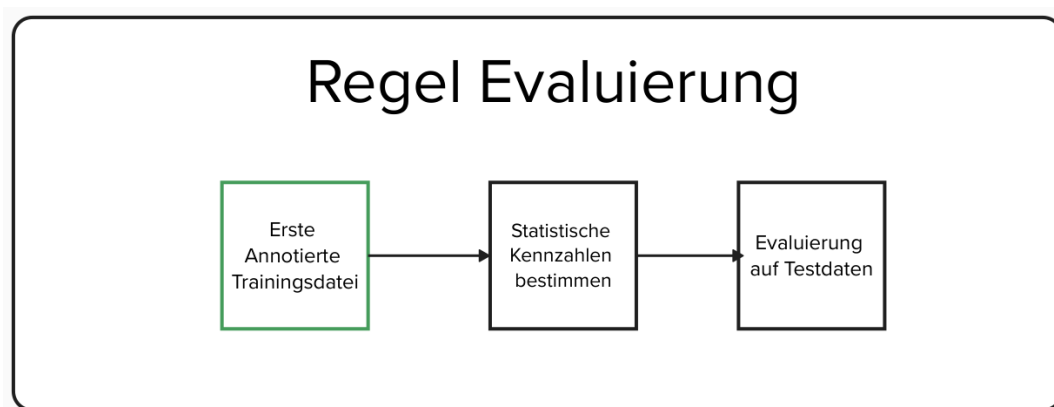 Regel Evaluierung
Erste
Annotierte
Trainingsdatei
Statistische
Kennzahlen
bestimmen
Evaluierung
auf Testdaten